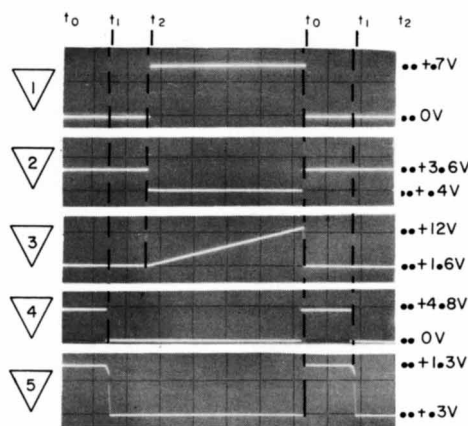 t₀ t₁ t₂ t₀ t₁ t₂
1
+.7V
0V
2
+3.6V
+.4V
3
+12V
+1.6V
4
+4.8V
0V
5
+1.3V
+.3V